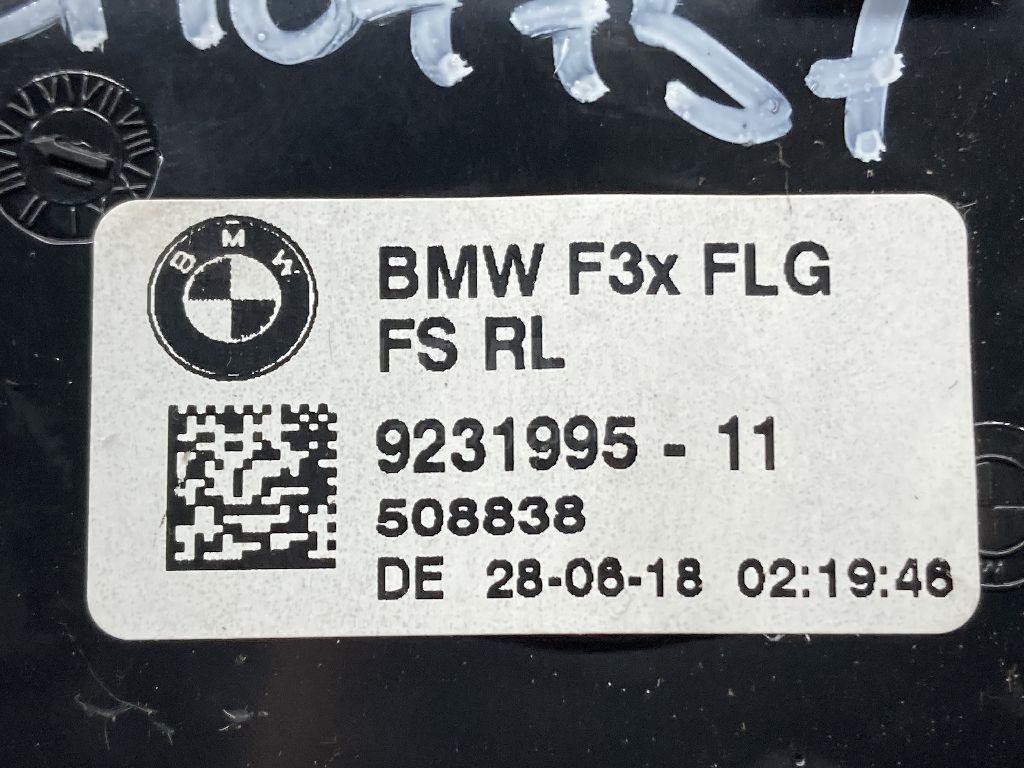 BMW
BMW F3x FLG
FS RL
9231995 - 11
508838
DE 28-06-18 02:19:46